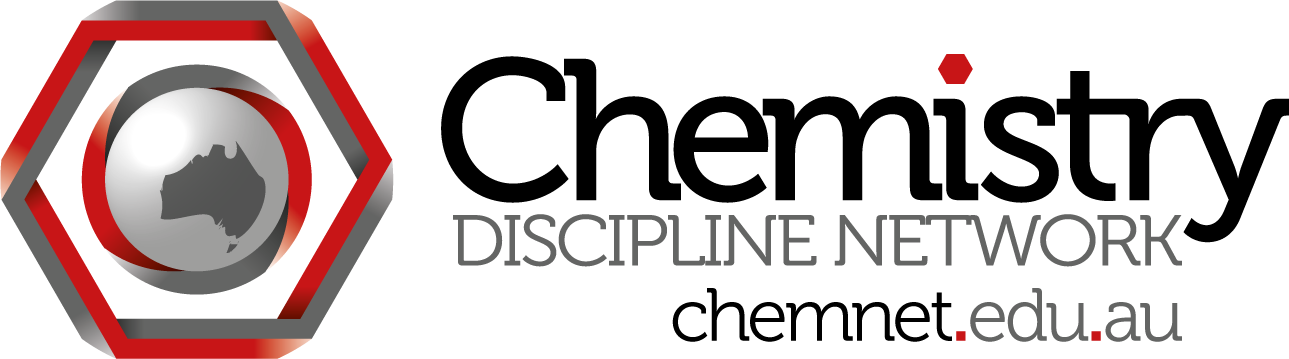 Chemistry
DISCIPLINE NETWORK
chemnet.edu.au